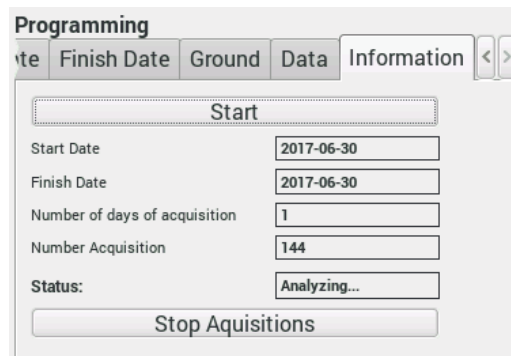 Programming
Finish Date Ground Data Information < >
Start
Start Date 2017-06-30
Finish Date 2017-06-30
Number of days of acquisition 1
Number Acquisition 144
Status: Analyzing...
Stop Aquisitions